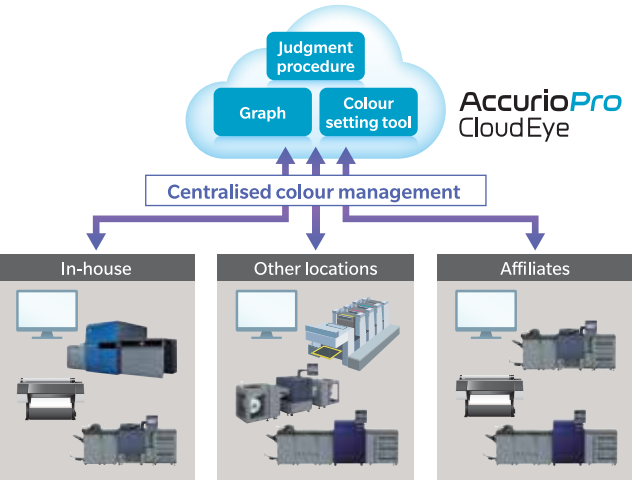 Judgment
procedure
Graph
Colour
setting tool
AccurioPro
CloudEye
Centralised colour management
In-house
Other locations
Affiliates